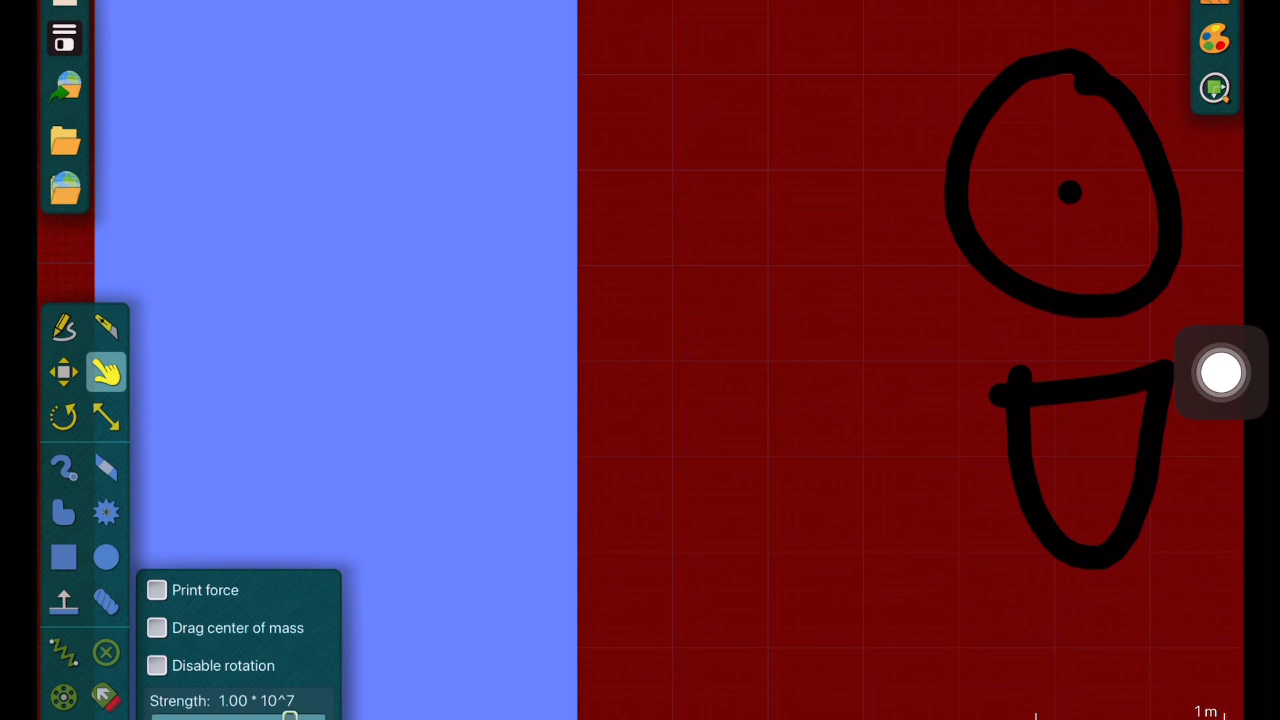 Print force
Drag center of mass
Disable rotation
Strength: 1.00 * 10^7
1 m